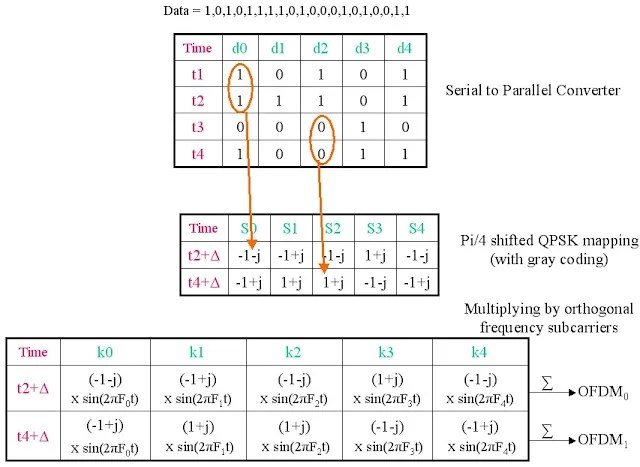 Data = 1,0,1,0,1,1,1,1,0,1,0,0,0,1,0,1,0,0,1,1
Time d0 d1 d2 d3 d4
t1 1 0 1 0 1
t2 1 1 1 0 1
t3 0 0 0 1 0
t4 1 0 0 1 1
Serial to Parallel Converter
Time S0 S1 S2 S3 S4
t2+Δ -1-j -1+j -1-j 1+j -1-j
t4+Δ -1+j 1+j 1+j -1-j -1+j
Pi/4 shifted QPSK mapping
(with gray coding)
Multiplying by orthogonal
frequency subcarriers
Time k0 k1 k2 k3 k4
t2+Δ (-1-j) (-1+j) (-1-j) (1+j) (-1-j)
x sin(2πF₀t) x sin(2πF₁t) x sin(2πF₂t) x sin(2πF₃t) x sin(2πF₄t)
∑ OFDM₀
t4+Δ (-1+j) (1+j) (1+j) (-1-j) (-1+j)
x sin(2πF₀t) x sin(2πF₁t) x sin(2πF₂t) x sin(2πF₃t) x sin(2πF₄t)
∑ OFDM₁